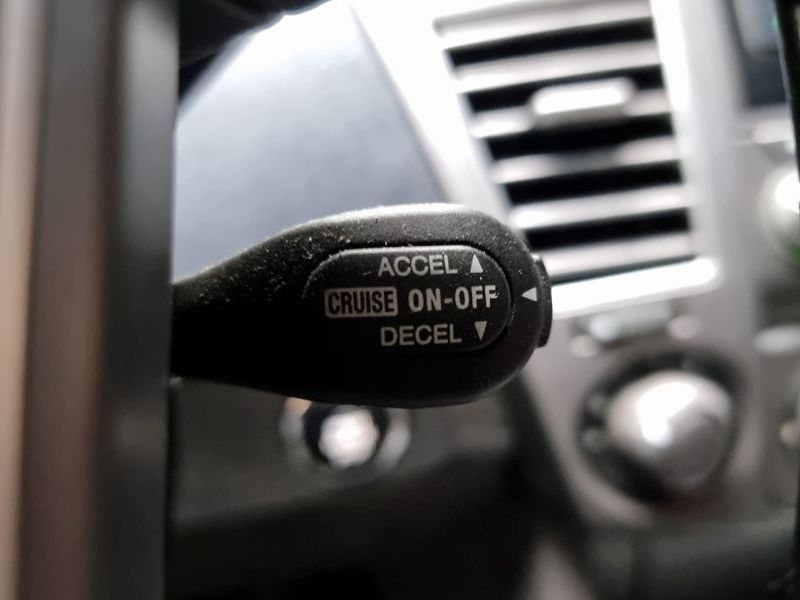 ACCEL ▲
CRUISE ON-OFF ◀
DECEL ▼